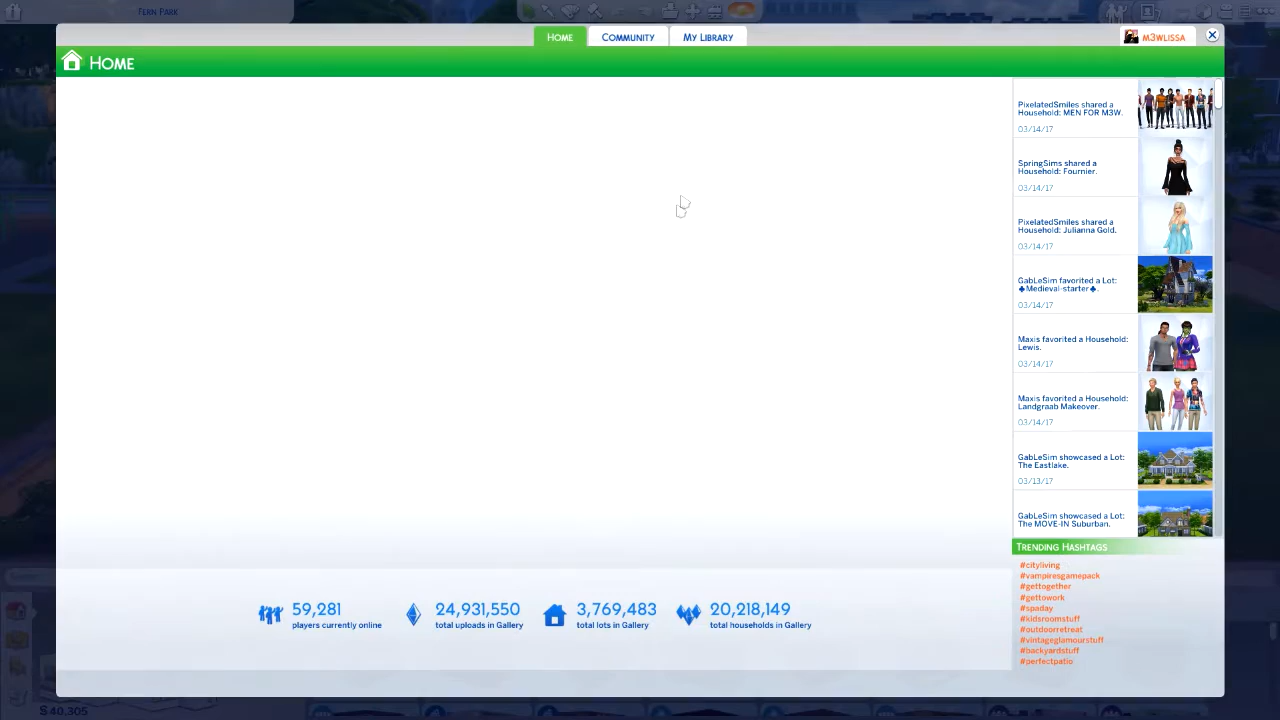 FERN PARK
HOME
COMMUNITY
MY LIBRARY
M3WLISSA
HOME
PixelatedSmiles shared a
Household: MEN FOR M3W.
03/14/17
SpringSims shared a
Household: Fournier.
03/14/17
PixelatedSmiles shared a
Household: Julianna Gold.
03/14/17
GabLeSim favorited a Lot:
♣Medieval-starter♣.
03/14/17
Maxis favorited a Household:
Lewis.
03/14/17
Maxis favorited a Household:
Landgraab Makeover.
03/14/17
GabLeSim showcased a Lot:
The Eastlake.
03/13/17
GabLeSim showcased a Lot:
The MOVE-IN Suburban.
TRENDING HASHTAGS
#cityliving
#vampiresgamepack
#gettogether
#gettowork
#spaday
#kidsroomstuff
#outdoorretreat
#vintageglamourstuff
#backyardstuff
#perfectpatio
59,281
players currently online
24,931,550
total uploads in Gallery
3,769,483
total lots in Gallery
20,218,149
total households in Gallery
§40,305